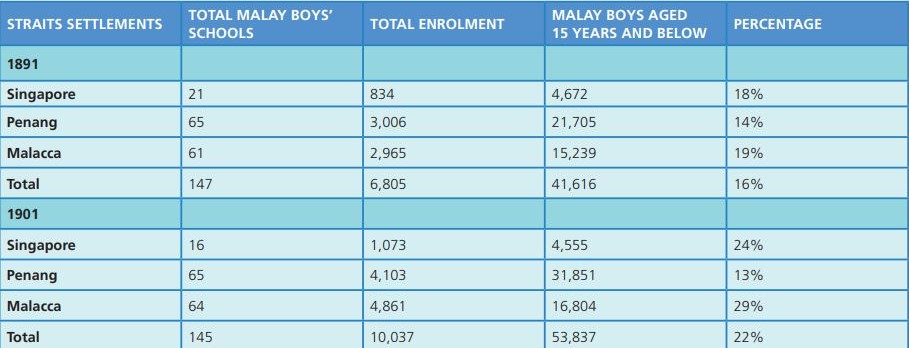 STRAITS SETTLEMENTS TOTAL MALAY BOYS’ SCHOOLS TOTAL ENROLMENT MALAY BOYS AGED 15 YEARS AND BELOW PERCENTAGE
1891
Singapore 21 834 4,672 18%
Penang 65 3,006 21,705 14%
Malacca 61 2,965 15,239 19%
Total 147 6,805 41,616 16%
1901
Singapore 16 1,073 4,555 24%
Penang 65 4,103 31,851 13%
Malacca 64 4,861 16,804 29%
Total 145 10,037 53,837 22%